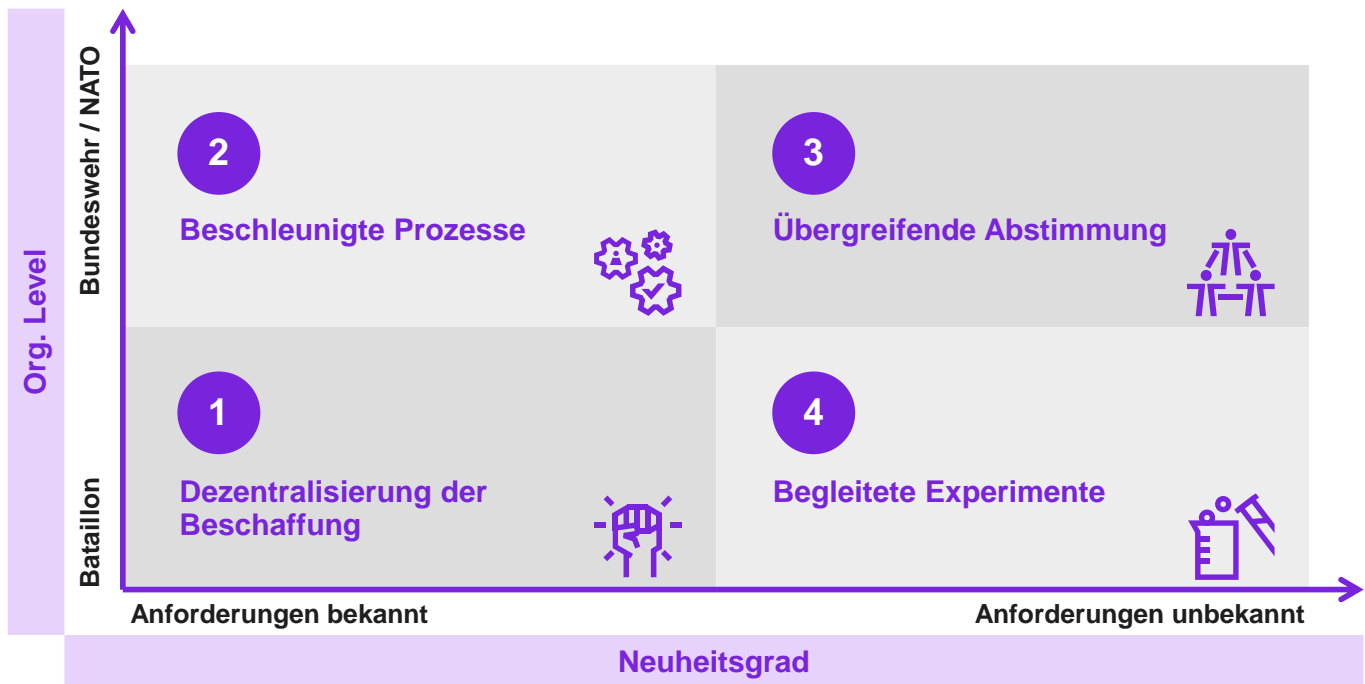 Org. Level
Bundeswehr / NATO
Bataillon
2
Beschleunigte Prozesse
3
Übergreifende Abstimmung
1
Dezentralisierung der
Beschaffung
4
Begleitete Experimente
Anforderungen bekannt
Anforderungen unbekannt
Neuheitsgrad